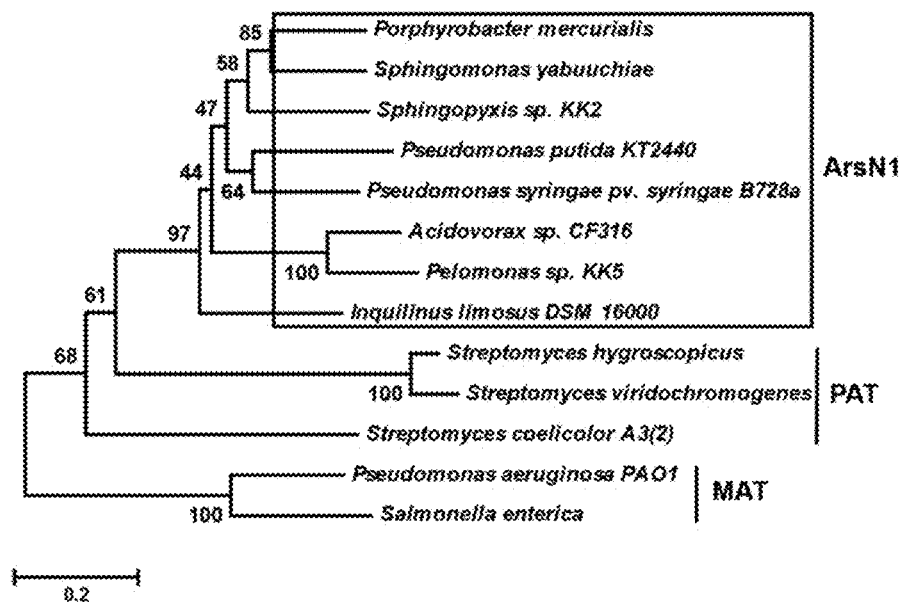 85
Porphyrobacter mercurialis
58
Sphingomonas yabuuchiae
47
Sphingopyxis sp. KK2
44
Pseudomonas putida KT2440
64
Pseudomonas syringae pv. syringae B728a
ArsN1
97
Acidovorax sp. CF316
100
Pelomonas sp. KK5
61
Inquilinus limosus DSM 16000
68
Streptomyces hygroscopicus
100
Streptomyces viridochromogenes
PAT
Streptomyces coelicolor A3(2)
Pseudomonas aeruginosa PAO1
MAT
100
Salmonella enterica
0.2